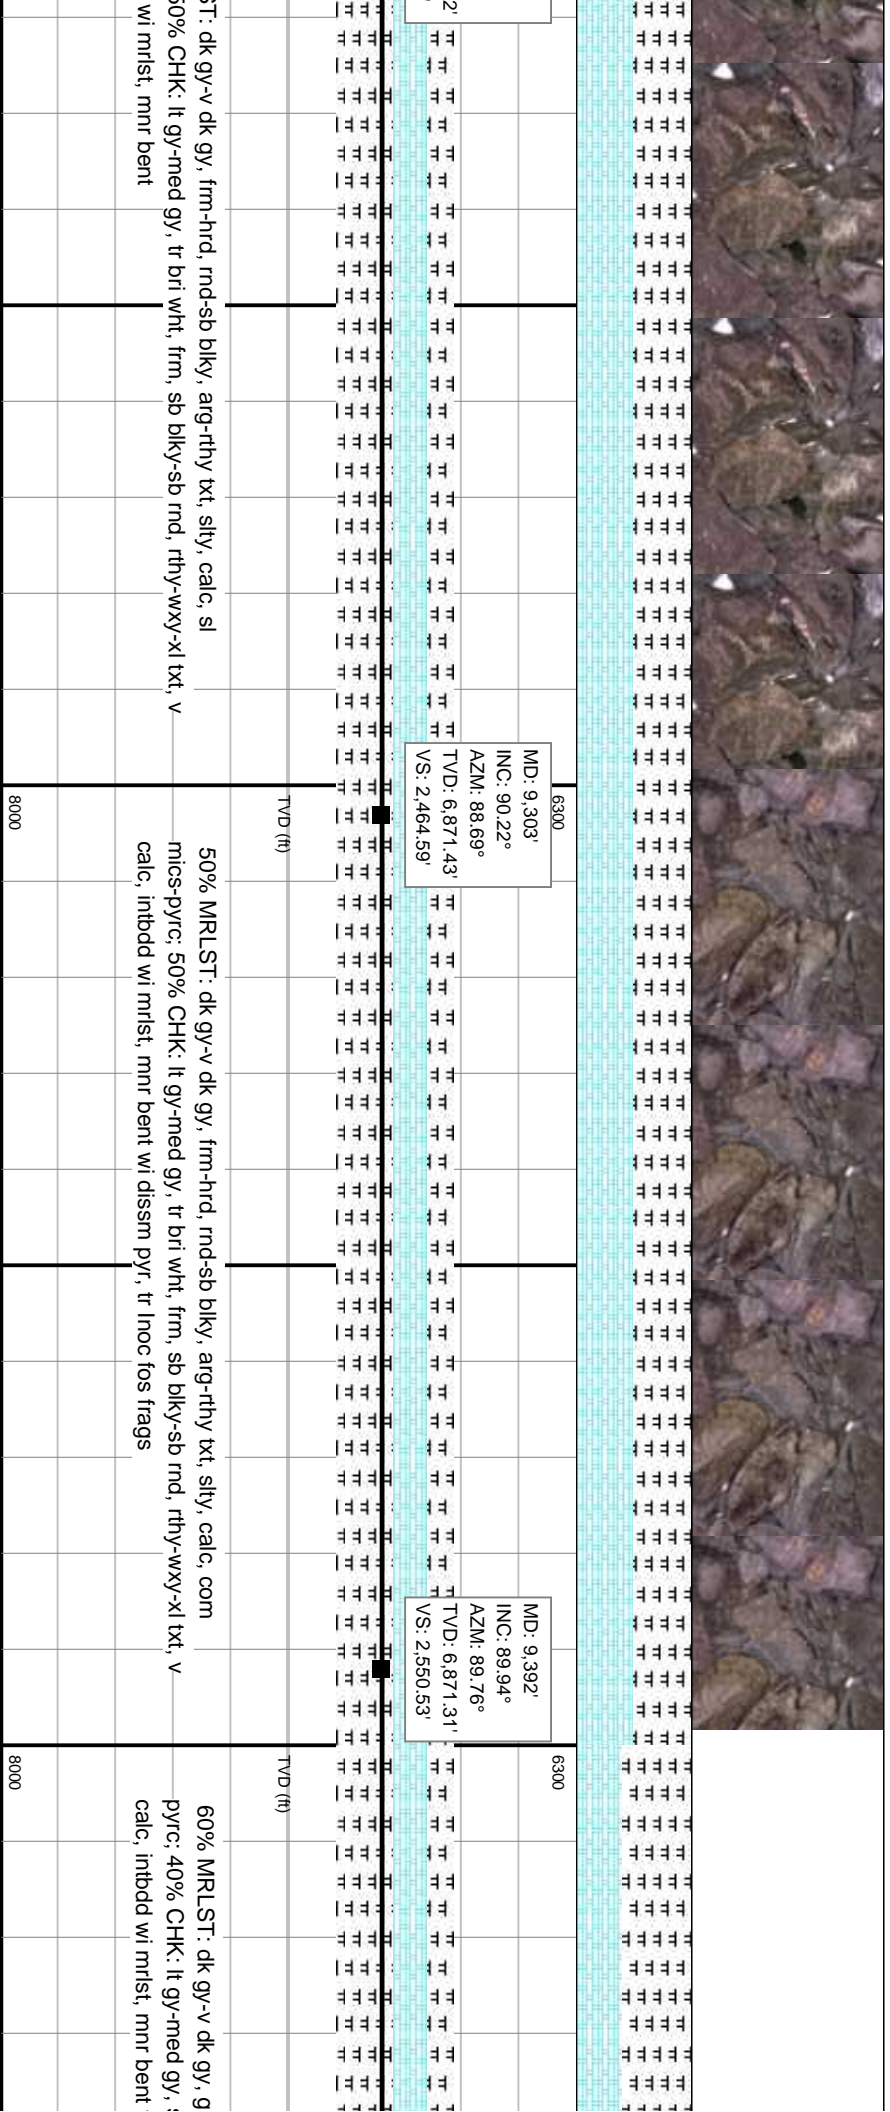 2'
ST: dk gy-v dk gy, frm-hrd, rnd-sb blky, arg-rthy txt, slty, calc, sl
50% CHK: lt gy-med gy, tr bri wht, frm, sb blky-sb rnd, rthy-wxy-xl txt, v
wi mrlst, mnr bent
MD: 9,303'
INC: 90.22°
AZM: 88.69°
TVD: 6,871.43'
VS: 2,464.59'
6300
TVD (ft)
8000
50% MRLST: dk gy-v dk gy, frm-hrd, rnd-sb blky, arg-rthy txt, slty, calc, com
mics-pyrc; 50% CHK: lt gy-med gy, tr bri wht, frm, sb blky-sb rnd, rthy-wxy-xl txt, v
calc, intbdd wi mrlst, mnr bent wi dissm pyr, tr Inoc fos frags
MD: 9,392'
INC: 89.94°
AZM: 89.76°
TVD: 6,871.31'
VS: 2,550.53'
6300
TVD (ft)
8000
60% MRLST: dk gy-v dk gy, g
pyrc; 40% CHK: lt gy-med gy, s
calc, intbdd wi mrlst, mnr bent